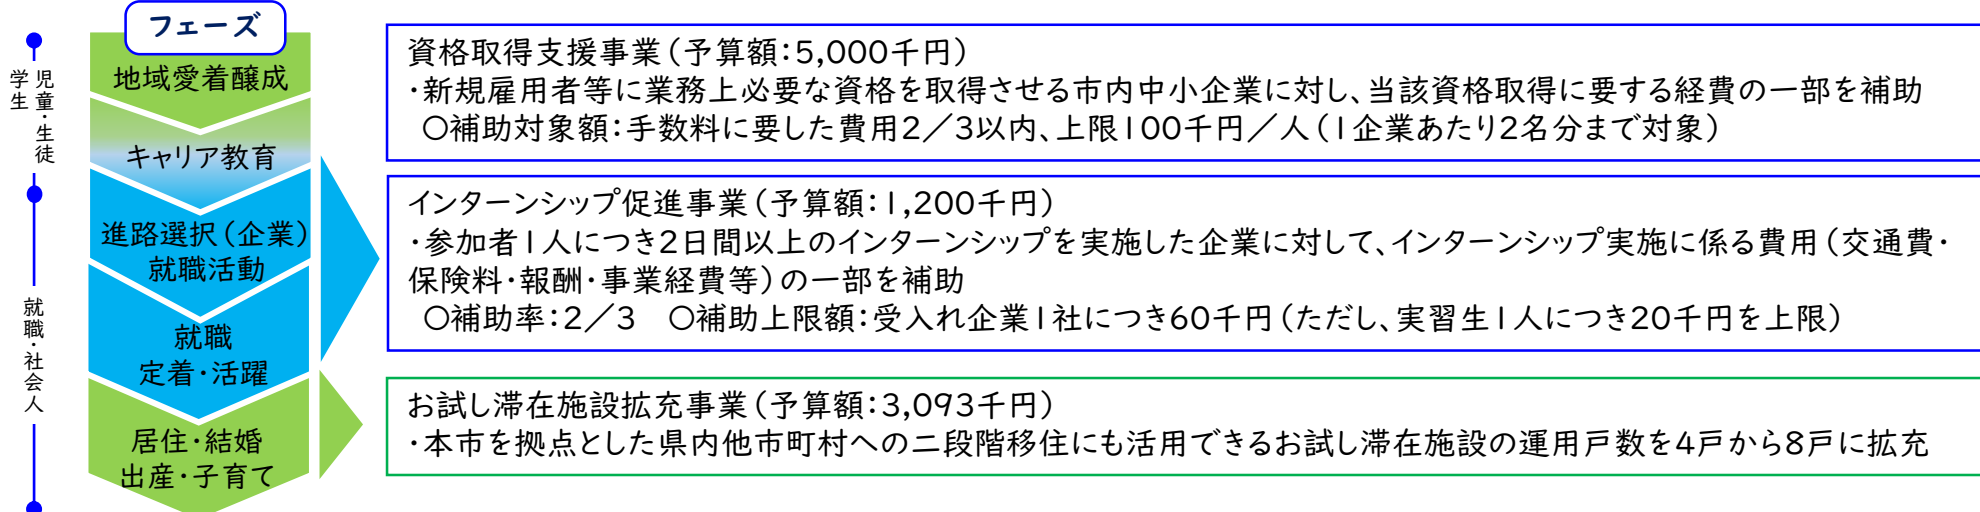 フェーズ
児童・生徒
学生
就職・社会人
地域愛着醸成
キャリア教育
進路選択(企業)
就職活動
就職
定着・活躍
居住・結婚
出産・子育て
資格取得支援事業(予算額:5,000千円)
・新規雇用者等に業務上必要な資格を取得させる市内中小企業に対し、当該資格取得に要する経費の一部を補助
〇補助対象額:手数料に要した費用2/3以内、上限100千円/人(1企業あたり2名分まで対象)
インターンシップ促進事業(予算額:1,200千円)
・参加者1人につき2日間以上のインターンシップを実施した企業に対して、インターンシップ実施に係る費用(交通費・
保険料・報酬・事業経費等)の一部を補助
〇補助率:2/3 〇補助上限額:受入れ企業1社につき60千円(ただし、実習生1人につき20千円を上限)
お試し滞在施設拡充事業(予算額:3,093千円)
・本市を拠点とした県内他市町村への二段階移住にも活用できるお試し滞在施設の運用戸数を4戸から8戸に拡充